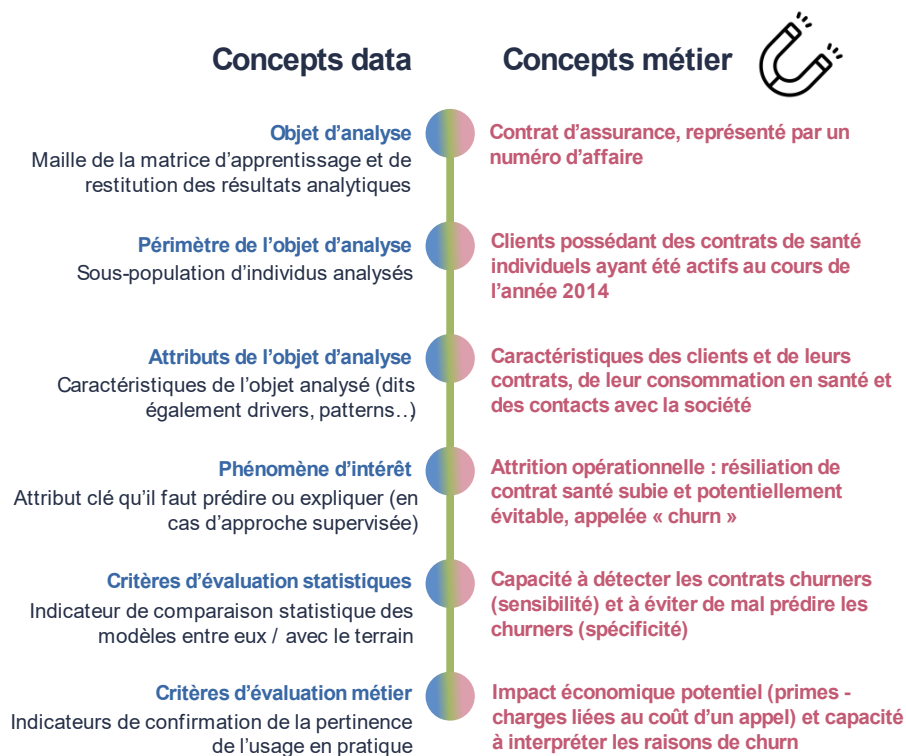 Concepts data
Concepts métier
Objet d'analyse
Maille de la matrice d'apprentissage et de
restitution des résultats analytiques
Contrat d'assurance, représenté par un
numéro d'affaire
Périmètre de l'objet d'analyse
Sous-population d'individus analysés
Clients possédant des contrats de santé
individuels ayant été actifs au cours de
l'année 2014
Attributs de l'objet d'analyse
Caractéristiques de l'objet analysé (dits
également drivers, patterns…)
Caractéristiques des clients et de leurs
contrats, de leur consommation en santé et
des contacts avec la société
Phénomène d'intérêt
Attribut clé qu'il faut prédire ou expliquer (en
cas d'approche supervisée)
Attrition opérationnelle : résiliation de
contrat santé subie et potentiellement
évitable, appelée « churn »
Critères d'évaluation statistiques
Indicateur de comparaison statistique des
modèles entre eux / avec le terrain
Capacité à détecter les contrats churners
(sensibilité) et à éviter de mal prédire les
churners (spécificité)
Critères d'évaluation métier
Indicateurs de confirmation de la pertinence
de l'usage en pratique
Impact économique potentiel (primes -
charges liées au coût d'un appel) et capacité
à interpréter les raisons de churn